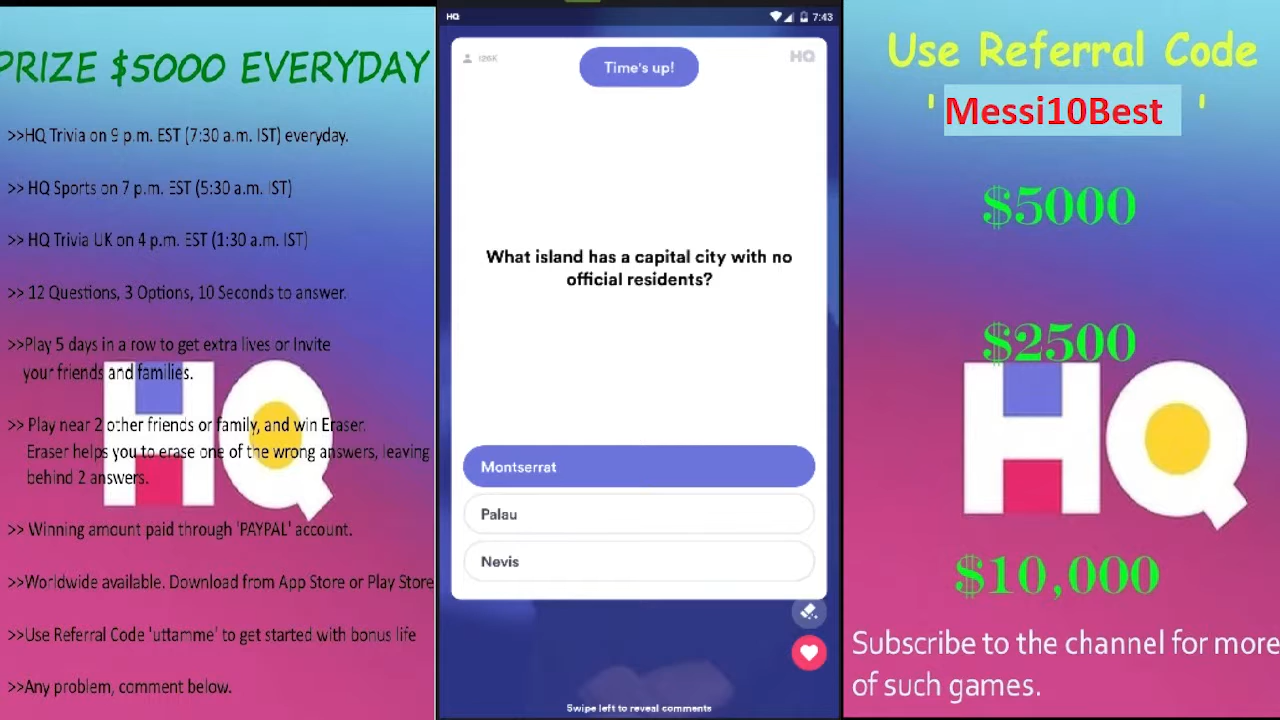 PRIZE $5000 EVERYDAY
>>HQ Trivia on 9 p.m. EST (7:30 a.m. IST) everyday.
>> HQ Sports on 7 p.m. EST (5:30 a.m. IST)
>> HQ Trivia UK on 4 p.m. EST (1:30 a.m. IST)
>> 12 Questions, 3 Options, 10 Seconds to answer.
>>Play 5 days in a row to get extra lives or Invite
your friends and families.
>> Play near 2 other friends or family, and win Eraser.
Eraser helps you to erase one of the wrong answers, leaving
behind 2 answers.
>> Winning amount paid through 'PAYPAL' account.
>>Worldwide available. Download from App Store or Play Store
>>Use Referral Code 'uttamme' to get started with bonus life
>>Any problem, comment below.
HQ
HQ
7:43
126K
Time's up!
HQ
What island has a capital city with no
official residents?
Montserrat
Palau
Nevis
Swipe left to reveal comments
Use Referral Code
' Messi10Best '
$5000
$2500
HQ
$10,000
Subscribe to the channel for more
of such games.